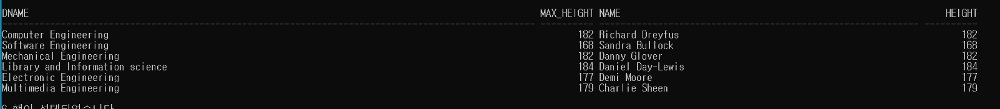 DNAME MAX_HEIGHT NAME HEIGHT
Computer Engineering 182 Richard Dreyfus 182
Software Engineering 168 Sandra Bullock 168
Mechanical Engineering 182 Danny Glover 182
Library and Information science 184 Daniel Day-Lewis 184
Electronic Engineering 177 Demi Moore 177
Multimedia Engineering 179 Charlie Sheen 179
6 행이 선택되었습니다